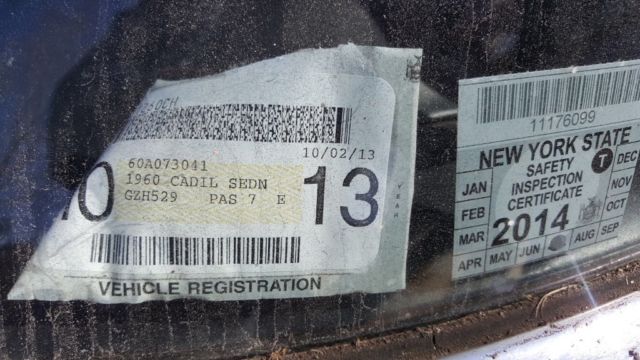 10/02/13
60A073041
1960 CADIL SEDN
GZH529 PAS 7 E
13
YEAR
VEHICLE REGISTRATION
11176099
NEW YORK STATE
SAFETY
INSPECTION
CERTIFICATE
T
2014
JAN
FEB
MAR
APR
MAY
JUN
AUG
SEP
OCT
NOV
DEC